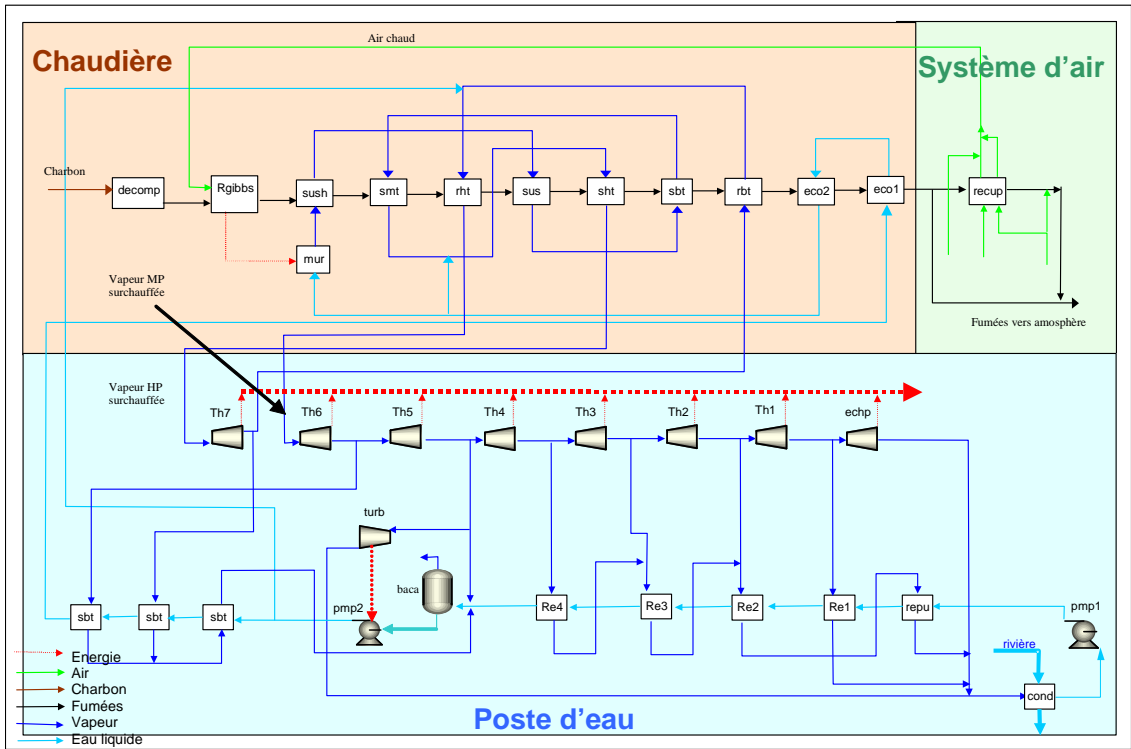 Air chaud
Chaudière
Système d'air
Charbon
decomp
Rgibbs
sush
smt
rht
sus
sht
sbt
rbt
eco2
eco1
recup
mur
Vapeur MP
surchauffée
Fumées vers amosphère
Vapeur HP
surchauffée
Th7
Th6
Th5
Th4
Th3
Th2
Th1
echp
turb
baca
pmp2
sbt
sbt
sbt
Re4
Re3
Re2
Re1
repu
pmp1
rivière
cond
Energie
Air
Charbon
Fumées
Vapeur
Eau liquide
Poste d'eau